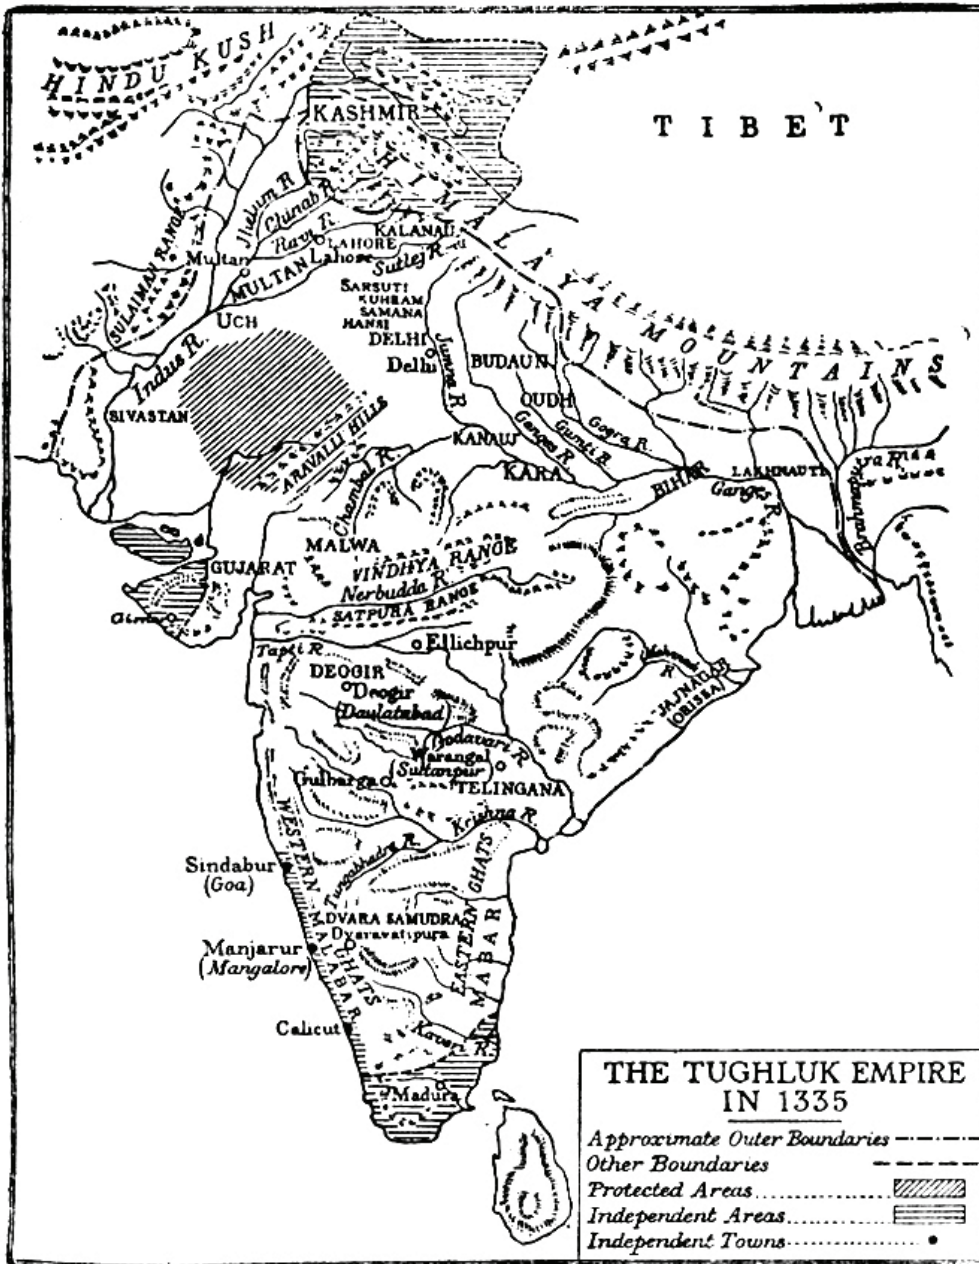 HINDU KUSH
KASHMIR
TIBET
HIMALAYA MOUNTAINS
Jhelum R
Chinab R
Ravi R.
KALANAU
LAHORE
Lahore
Sutlej R
SULAIMAN RANGE
Multan
MULTAN
UCH
SARSUTI
KUHRAM
SAMANA
HANSI
DELHI
Delhi
Jumna R.
BUDAUN
OUDH
Indus R.
SIVASTAN
ARAVALLI HILLS
KANAUJ
Ganges R.
Gumti R.
Gogra R.
KARA
BIHAR
LAKHNAUTI
Ganges R
Brahmaputra R.
Chambal R.
MALWA
VINDHYA RANGE
Nerbudda R.
SATPURA RANGE
GUJARAT
Girnar
Tapti R
Ellichpur
DEOGIR
Deogir
(Daulatabad)
Mahanadi
R
JAJNAGAR
(ORISSA)
Godavari R
Warangal
(Sultanpur)
Gulbarga
TELINGANA
Krishna R.
WESTERN GHATS
Tungabhadra R.
EASTERN GHATS
Sindabur
(Goa)
DVARA SAMUDRA
Dvaravatipura
MALABAR
MABAR
Manjarur
(Mangalore)
Calicut
Kaveri R.
Madura
THE TUGHLUK EMPIRE
IN 1335
Approximate Outer Boundaries
Other Boundaries
Protected Areas
Independent Areas
Independent Towns